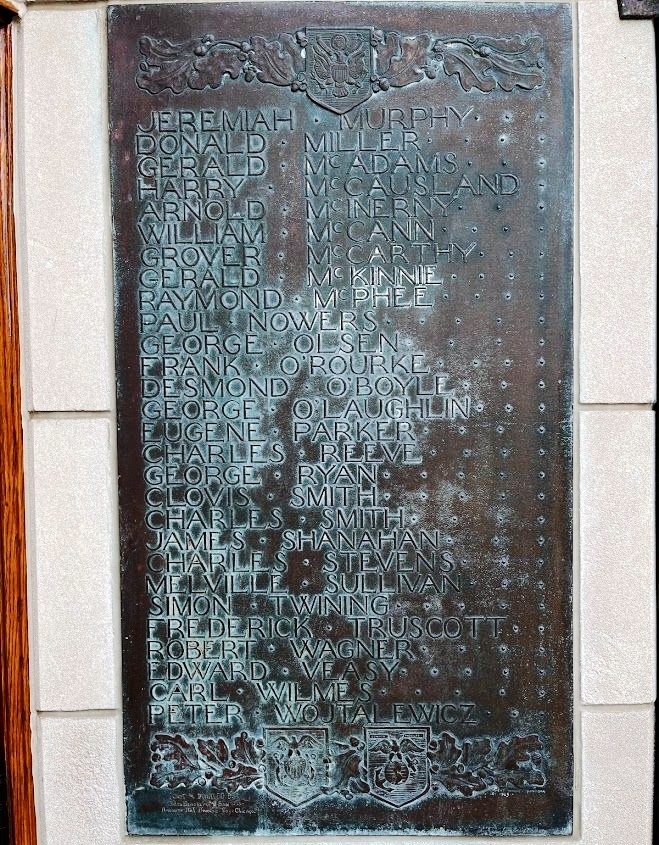 JEREMIAH · MURPHY ·
DONALD · MILLER ·
GERALD · McADAMS ·
HARRY · McCAUSLAND
ARNOLD · McINERNY ·
WILLIAM · McCANN ·
GROVER · McCARTHY ·
GERALD · McKINNIE
RAYMOND · McPHEE ·
PAUL · NOWERS ·
GEORGE · OLSEN ·
FRANK · O'ROURKE
DESMOND · O'BOYLE ·
GEORGE · O'LAUGHLIN
EUGENE · PARKER ·
CHARLES · REEVE
GEORGE · RYAN ·
CLOVIS · SMITH ·
CHARLES · SMITH ·
JAMES · SHANAHAN ·
CHARLES · STEVENS
MELVILLE · SULLIVAN
SIMON · TWINING ·
FREDERICK · TRUSCOTT
ROBERT · WAGNER ·
EDWARD · VEASY ·
CARL · WILMES ·
PETER · WOJTALEWICZ